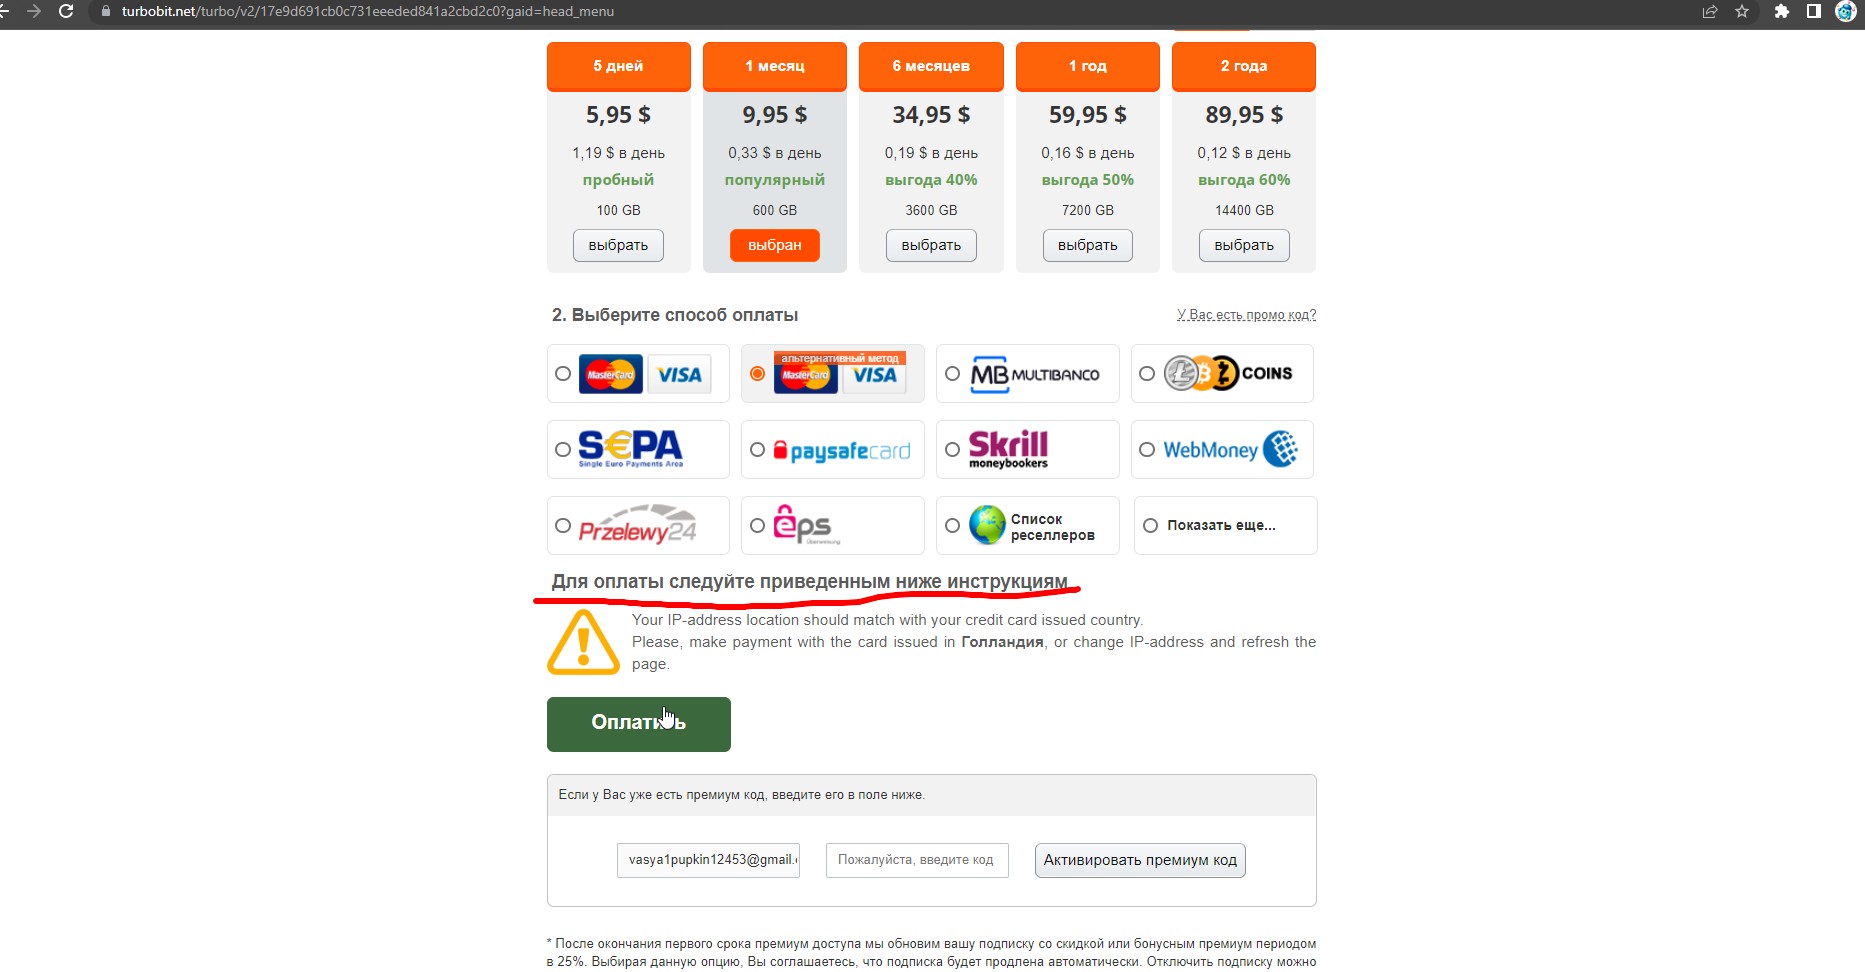 turbobit.net/turbo/v2/17e9d691cb0c731eeeded841a2cbd2c0?gaid=head_menu
5 дней
1 месяц
6 месяцев
1 год
2 года
5,95 $
9,95 $
34,95 $
59,95 $
89,95 $
1,19 $ в день
0,33 $ в день
0,19 $ в день
0,16 $ в день
0,12 $ в день
пробный
популярный
выгода 40%
выгода 50%
выгода 60%
100 GB
600 GB
3600 GB
7200 GB
14400 GB
выбрать
выбран
выбрать
выбрать
выбрать
2. Выберите способ оплаты
У Вас есть промо код?
MasterCard
VISA
альтернативный метод
MasterCard
VISA
MB MULTIBANCO
COINS
S€PA
Single Euro Payments Area
paysafecard
Skrill
moneybookers
WebMoney
Przelewy24
eps
Überweisung
Список
реселлеров
Показать еще...
Для оплаты следуйте приведенным ниже инструкциям
Your IP-address location should match with your credit card issued country.
Please, make payment with the card issued in Голландия, or change IP-address and refresh the
page.
Оплатить
Если у Вас уже есть премиум код, введите его в поле ниже.
vasya1pupkin12453@gmail.
Пожалуйста, введите код
Активировать премиум код
* После окончания первого срока премиум доступа мы обновим вашу подписку со скидкой или бонусным премиум периодом
в 25%. Выбирая данную опцию, Вы соглашаетесь, что подписка будет продлена автоматически. Отключить подписку можно